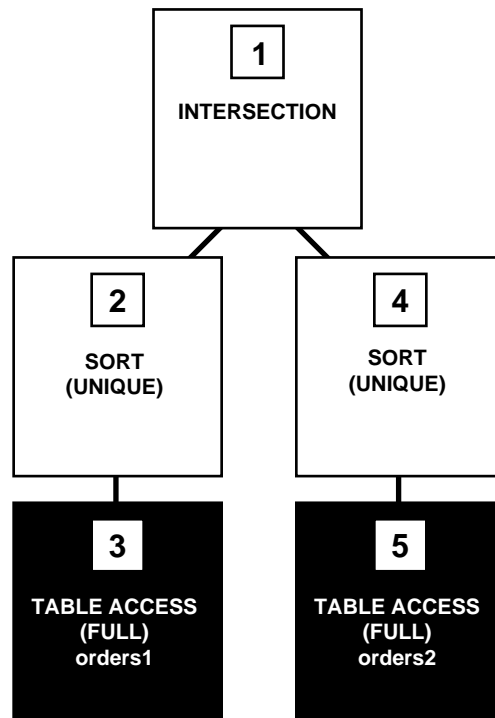 1
INTERSECTION
2
SORT
(UNIQUE)
4
SORT
(UNIQUE)
3
TABLE ACCESS
(FULL)
orders1
5
TABLE ACCESS
(FULL)
orders2